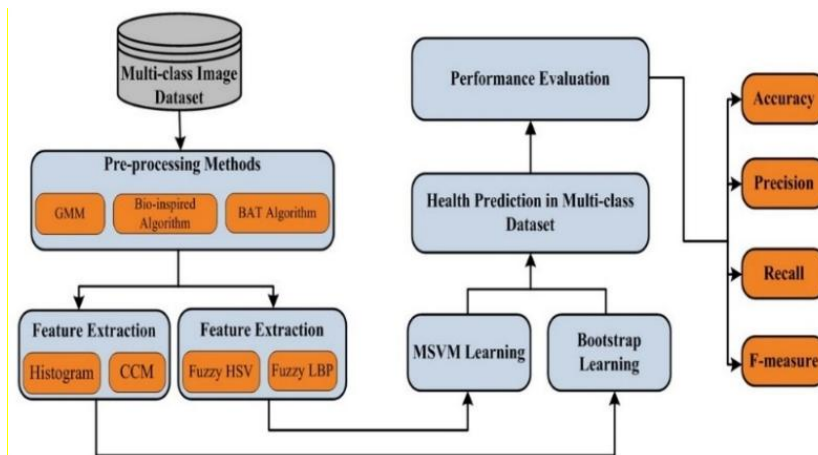 Multi-class Image
Dataset
Pre-processing Methods
GMM
Bio-inspired
Algorithm
BAT Algorithm
Feature Extraction
Histogram
CCM
Feature Extraction
Fuzzy HSV
Fuzzy LBP
Performance Evaluation
Health Prediction in Multi-class
Dataset
MSVM Learning
Bootstrap
Learning
Accuracy
Precision
Recall
F-measure